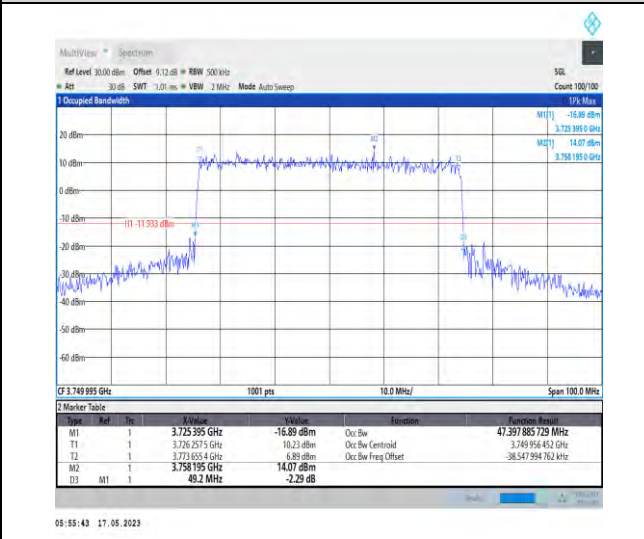 MultiView Spectrum
Ref Level 30.00 dBm Offset 9.12 dB RBW 500 kHz SGL
Att 30 dB SWT 1.01 ms VBW 2 MHz Mode Auto Sweep Count 100/100
1 Occupied Bandwidth 1Pk Max
M1[1] -16.89 dBm
3.725 395 0 GHz
M2[1] 14.07 dBm
3.758 195 0 GHz
20 dBm
M2
T1
T2
10 dBm
0 dBm
-10 dBm
H1 -11.933 dBm
M1
D3
-20 dBm
-30 dBm
-40 dBm
-50 dBm
-60 dBm
CF 3.749 995 GHz 1001 pts 10.0 MHz/ Span 100.0 MHz
2 Marker Table
Type Ref Trc X-Value Y-Value Function Function Result
M1 1 3.725 395 GHz -16.89 dBm Occ Bw 47.397 885 729 MHz
T1 1 3.726 257 5 GHz 10.23 dBm Occ Bw Centroid 3.749 956 452 GHz
T2 1 3.773 655 4 GHz 6.89 dBm Occ Bw Freq Offset -38.547 994 762 kHz
M2 1 3.758 195 GHz 14.07 dBm
D3 M1 1 49.2 MHz -2.29 dB
05:55:43 17.05.2023